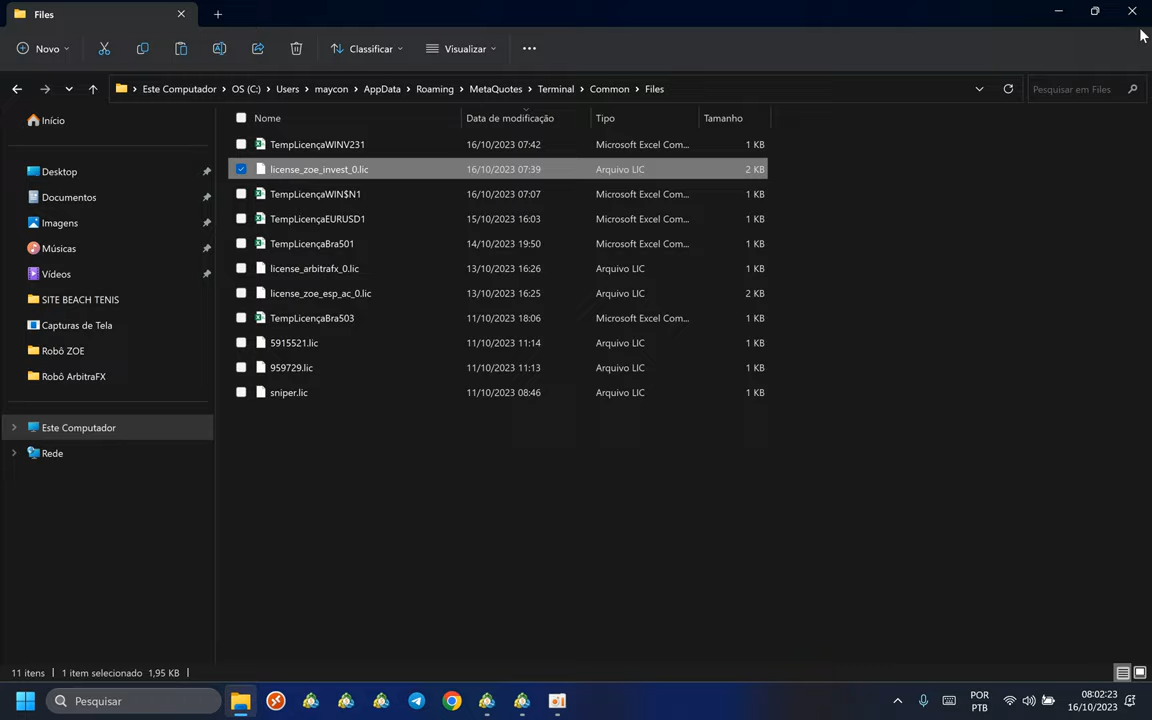 Files
Novo
Classificar
Visualizar
Este Computador
OS (C:)
Users
maycon
AppData
Roaming
MetaQuotes
Terminal
Common
Files
Pesquisar em Files
Início
Desktop
Documentos
Imagens
Músicas
Vídeos
SITE BEACH TENIS
Capturas de Tela
Robô ZOE
Robô ArbitraFX
Este Computador
Rede
Nome Data de modificação Tipo Tamanho
TempLicençaWINV231 16/10/2023 07:42 Microsoft Excel Com... 1 KB
license_zoe_invest_0.lic 16/10/2023 07:39 Arquivo LIC 2 KB
TempLicençaWIN$N1 16/10/2023 07:07 Microsoft Excel Com... 1 KB
TempLicençaEURUSD1 15/10/2023 16:03 Microsoft Excel Com... 1 KB
TempLicençaBra501 14/10/2023 19:50 Microsoft Excel Com... 1 KB
license_arbitrafx_0.lic 13/10/2023 16:26 Arquivo LIC 1 KB
license_zoe_esp_ac_0.lic 13/10/2023 16:25 Arquivo LIC 2 KB
TempLicençaBra503 11/10/2023 18:06 Microsoft Excel Com... 1 KB
5915521.lic 11/10/2023 11:14 Arquivo LIC 1 KB
959729.lic 11/10/2023 11:13 Arquivo LIC 1 KB
sniper.lic 11/10/2023 08:46 Arquivo LIC 1 KB
11 itens 1 item selecionado 1,95 KB
Pesquisar
POR
PTB
08:02:23
16/10/2023